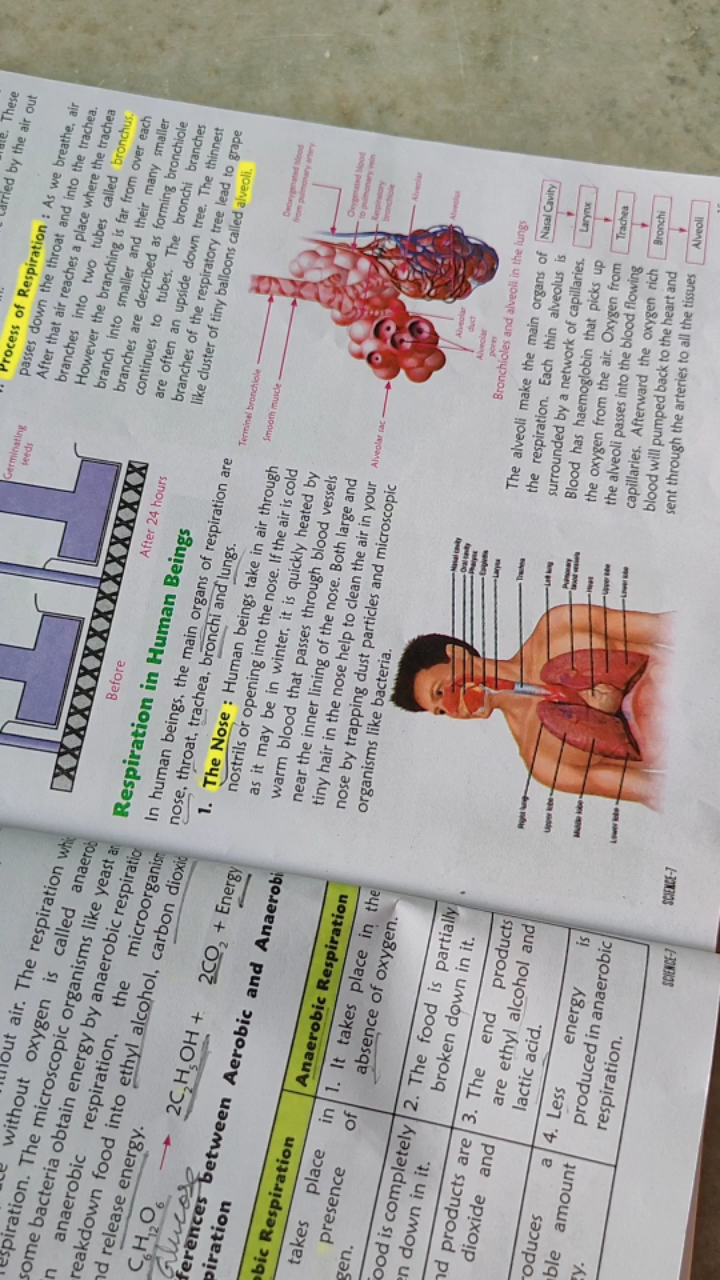 without air. The respiration
without oxygen is called
some bacteria obtain energy by anaerobic respiration
anaerobic respiration, the microorganism
breakdown food into ethyl alcohol, carbon
and release energy.
C6H12O6 → 2C2H5OH + 2CO2 + Energy
Glucose
between Aerobic and
Anaerobic Respiration
takes place in
presence of
1. It takes place in the
absence of oxygen.
food is completely
down in it.
2. The food is partially
broken down in it.
products are
dioxide and
3. The end products
are ethyl alcohol and
lactic acid.
a
amount
4. Less energy is
produced in anaerobic
respiration.
SCIENCE-7
Germinating
seeds
Before
After 24 hours
Respiration in Human Beings
In human beings, the main organs of respiration are
nose, throat, trachea, bronchi and lungs.
1. The Nose : Human beings take in air through
nostrils or opening into the nose. If the air is cold
as it may be in winter, it is quickly heated by
warm blood that passes through blood vessels
near the inner lining of the nose. Both large and
tiny hair in the nose help to clean the air in your
nose by trapping dust particles and microscopic
organisms like bacteria.
Nasal cavity
Oral cavity
Pharynx
Epiglottis
Larynx
Trachea
Left lung
Pulmonary
blood vessels
Heart
Upper lobe
Lower lobe
Right lung
Upper lobe
Middle lobe
Lower lobe
SCIENCE-7
These
carried by the air out
Process of Respiration : As we breathe, air
passes down the throat and into the trachea.
After that air reaches a place where the trachea
branches into two tubes called bronchus.
However the branching is far from over each
branch into smaller and their many smaller
branches are described as forming bronchiole
continues to tubes. The bronchi branches
are often an upside down tree. The thinnest
branches of the respiratory tree lead to grape
like cluster of tiny balloons called alveoli.
Terminal bronchiole
Smooth muscle
Alveolar sac
Deoxygenated blood
from pulmonary artery
Oxygenated blood
to pulmonary vein
Respiratory
bronchiole
Alveolar
Alveolus
Alveolar
duct
Alveolar
pores
Bronchioles and alveoli in the lungs
The alveoli make the main organs of
the respiration. Each thin alveolus is
surrounded by a network of capillaries.
Blood has haemoglobin that picks up
the oxygen from the air. Oxygen from
the alveoli passes into the blood flowing
capillaries. Afterward the oxygen rich
blood will pumped back to the heart and
sent through the arteries to all the tissues
Nasal Cavity
Larynx
Trachea
Bronchi
Alveoli